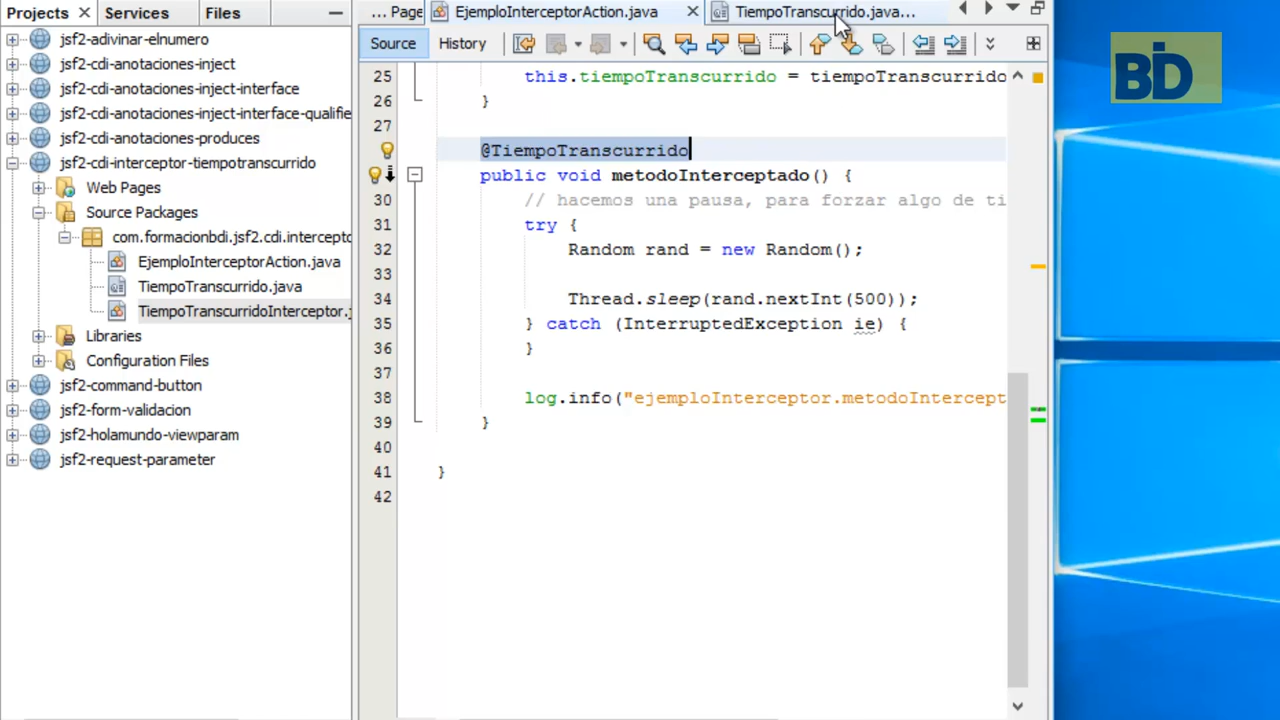 Projects
Services
Files
... Page
EjemploInterceptorAction.java
TiempoTranscurrido.java...
Source
History
BD
jsf2-adivinar-elnumero
jsf2-cdi-anotaciones-inject
jsf2-cdi-anotaciones-inject-interface
jsf2-cdi-anotaciones-inject-interface-qualifie
jsf2-cdi-anotaciones-produces
jsf2-cdi-interceptor-tiempotranscurrido
Web Pages
Source Packages
com.formacionbdi.jsf2.cdi.intercepto
EjemploInterceptorAction.java
TiempoTranscurrido.java
TiempoTranscurridoInterceptor.j
Libraries
Configuration Files
jsf2-command-button
jsf2-form-validacion
jsf2-holamundo-viewparam
jsf2-request-parameter
25 this.tiempoTranscurrido = tiempoTranscurrido
26 }
27
@TiempoTranscurrido
public void metodoInterceptado() {
30 // hacemos una pausa, para forzar algo de ti
31 try {
32 Random rand = new Random();
33
34 Thread.sleep(rand.nextInt(500));
35 } catch (InterruptedException ie) {
36 }
37
38 log.info("ejemploInterceptor.metodoIntercept
39 }
40
41 }
42